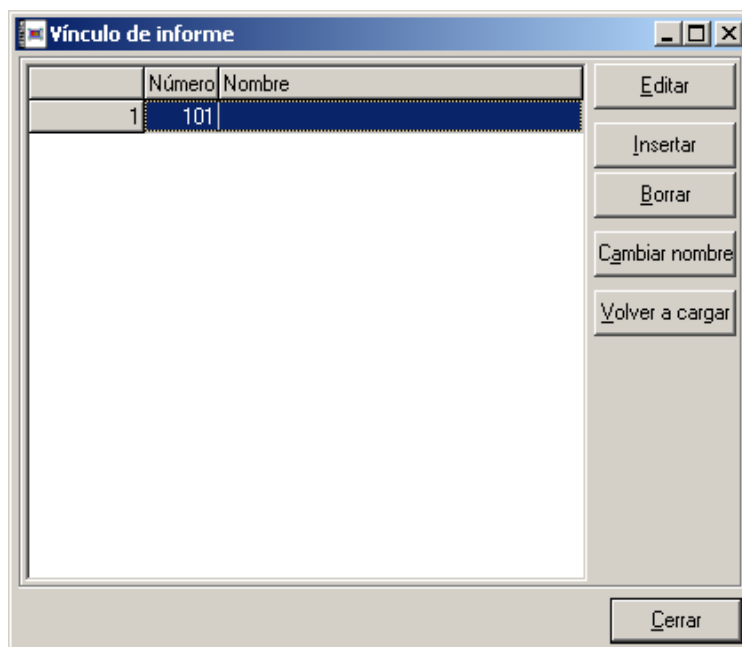 Vínculo de informe
Número Nombre
1 101
Editar
Insertar
Borrar
Cambiar nombre
Volver a cargar
Cerrar